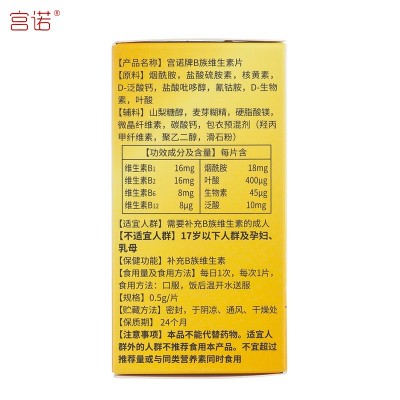 宫诺®
【产品名称】宫诺牌B族维生素片
【原料】烟酰胺，盐酸硫胺素，核黄素，
D-泛酸钙，盐酸吡哆醇，氰钴胺，D-生物
素，叶酸
【辅料】山梨糖醇，麦芽糊精，硬脂酸镁，
微晶纤维素，碳酸钙，包衣预混剂（羟丙
甲纤维素，聚乙二醇，滑石粉）
【功效成分及含量】每片含
维生素B1 16mg 烟酰胺 18mg
维生素B2 16mg 叶酸 400μg
维生素B6 8mg 生物素 45μg
维生素B12 8μg 泛酸 10mg
【适宜人群】需要补充B族维生素的成人
【不适宜人群】17岁以下人群及孕妇、
乳母
【保健功能】补充B族维生素
【食用量及食用方法】每日1次，每次1片，
食用方法：口服，饭后温开水送服
【规格】0.5g/片
【贮藏方法】密封，于阴凉、通风、干燥处
【保质期】24个月
【注意事项】本品不能代替药物。适宜人
群外的人群不推荐食用本产品。不宜超过
推荐量或与同类营养素同时食用